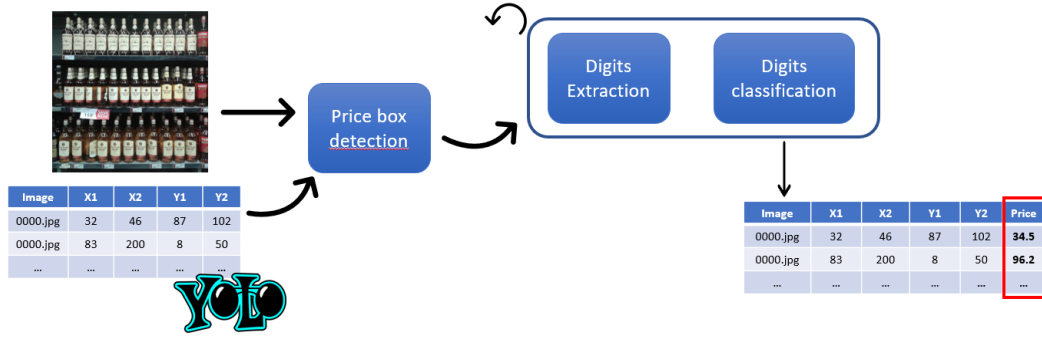 Digits
Extraction
Digits
classification
Price box
detection
Image X1 X2 Y1 Y2
0000.jpg 32 46 87 102
0000.jpg 83 200 8 50
... ... ... ... ...
YOLO
Image X1 X2 Y1 Y2 Price
0000.jpg 32 46 87 102 34.5
0000.jpg 83 200 8 50 96.2
... ... ... ... ... ...